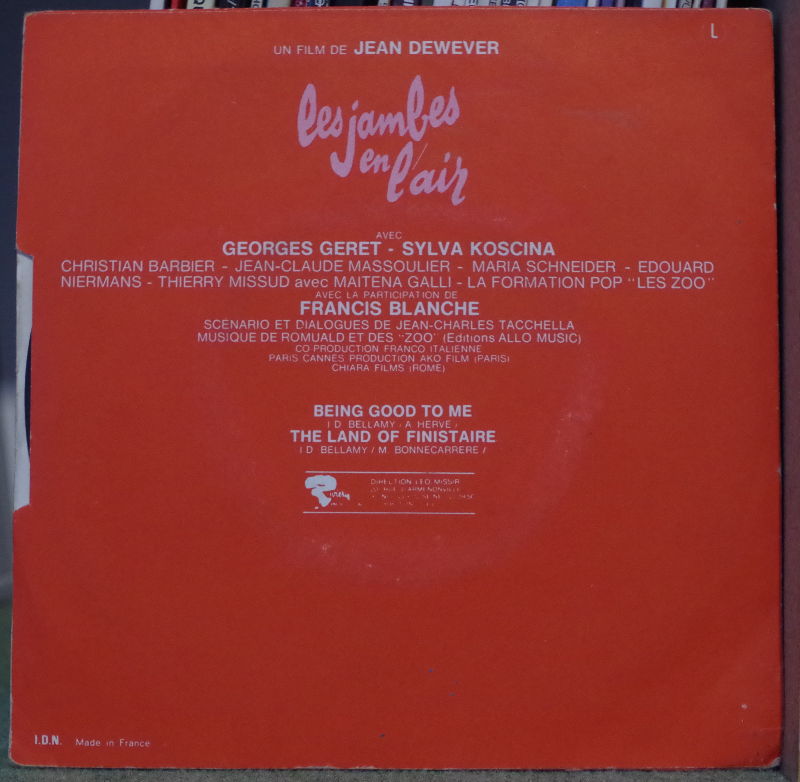 L
UN FILM DE JEAN DEWEVER
les jambes
en l'air
AVEC
GEORGES GERET - SYLVA KOSCINA
CHRISTIAN BARBIER - JEAN-CLAUDE MASSOULIER - MARIA SCHNEIDER - EDOUARD
NIERMANS - THIERRY MISSUD avec MAITENA GALLI - LA FORMATION POP "LES ZOO"
AVEC LA PARTICIPATION DE
FRANCIS BLANCHE
SCENARIO ET DIALOGUES DE JEAN-CHARLES TACCHELLA
MUSIQUE DE ROMUALD ET DES "ZOO" (Editions ALLO MUSIC)
CO PRODUCTION FRANCO ITALIENNE
PARIS CANNES PRODUCTION AKO FILM (PARIS)
CHIARA FILMS (ROME)
BEING GOOD TO ME
(D. BELLAMY / A. HERVE)
THE LAND OF FINISTAIRE
(D. BELLAMY / M. BONNECARRERE)
Riviera
DIRECTION LEO MISSIR
I.D.N. Made in France